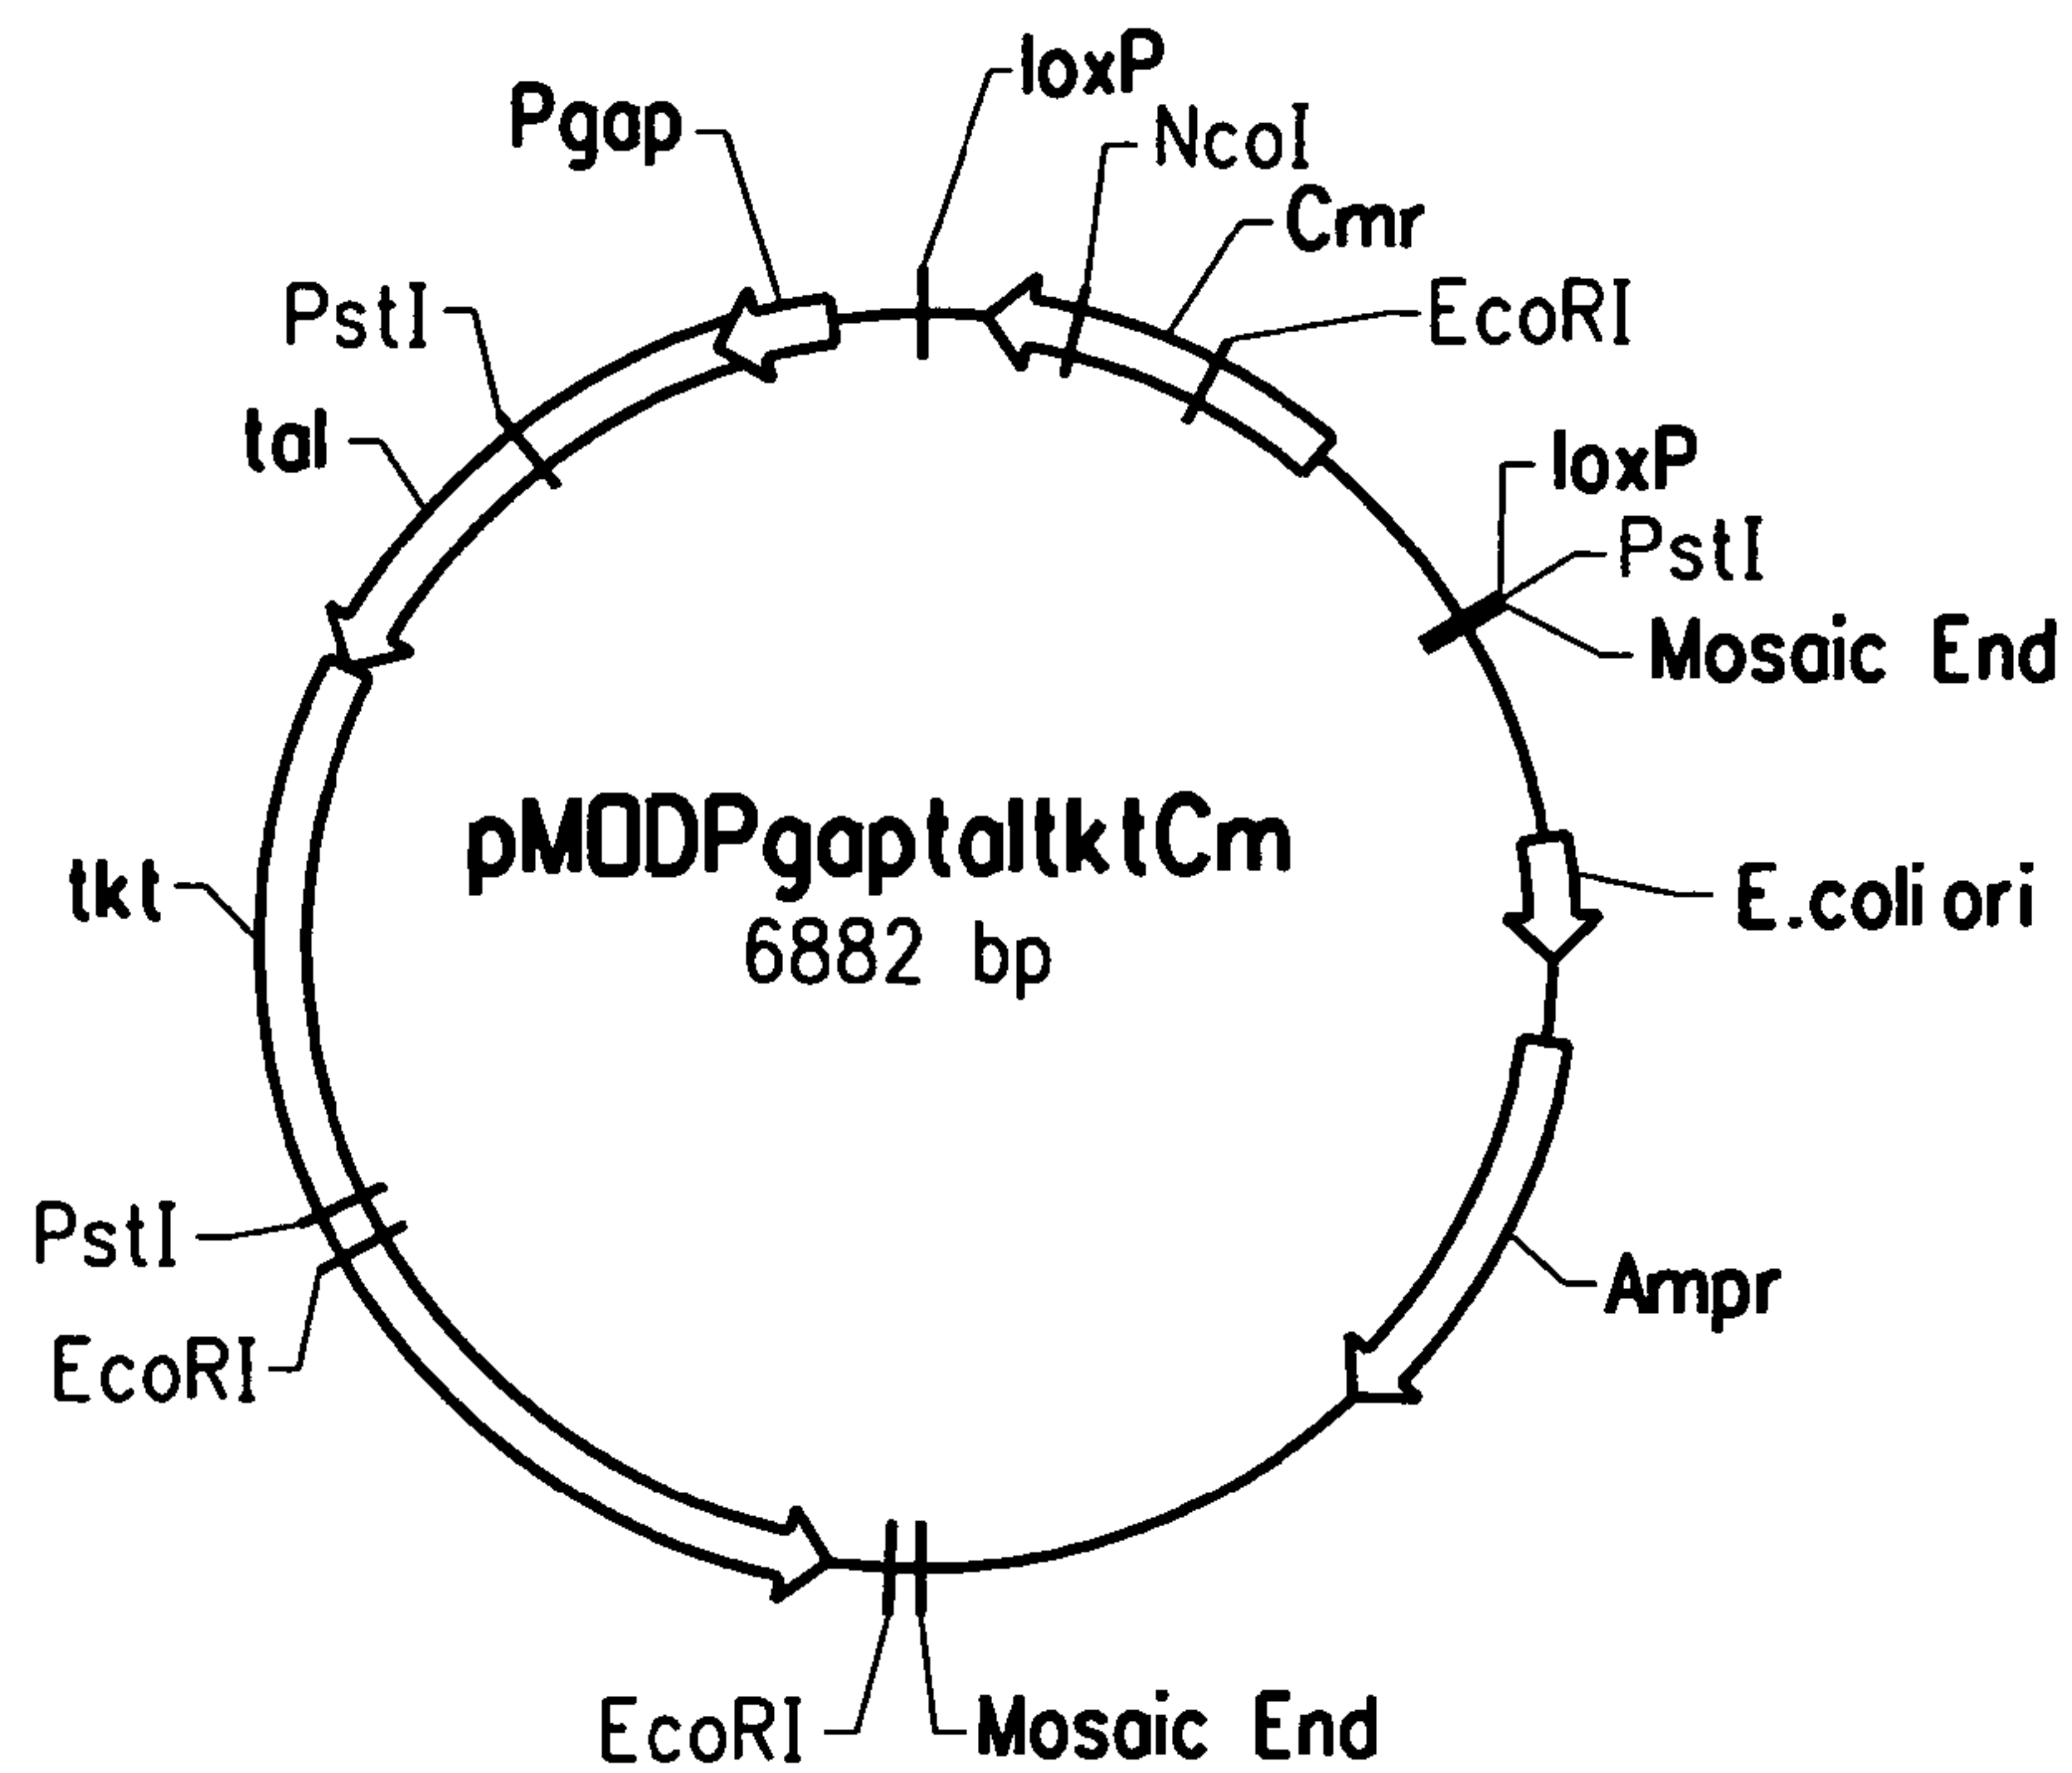 loxP
Pgap
NcoI
Cmr
PstI
EcoRI
tal
loxP
PstI
Mosaic End
pMODPgaptaltktCm
tkt
E.coli ori
6882 bp
PstI
Ampr
EcoRI
EcoRI
Mosaic End